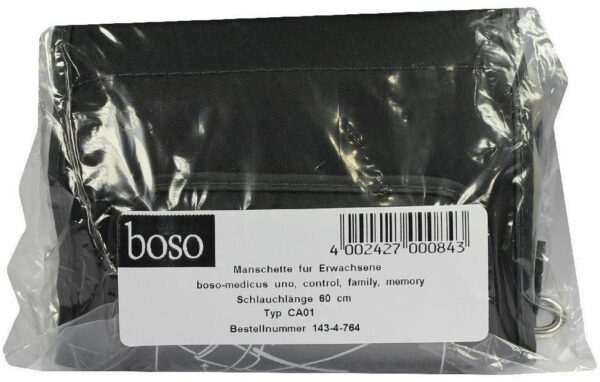 boso
4 002427 000843
Manschette für Erwachsene
boso-medicus uno, control, family, memory
Schlauchlänge 60 cm
Typ CA01
Bestellnummer 143-4-764